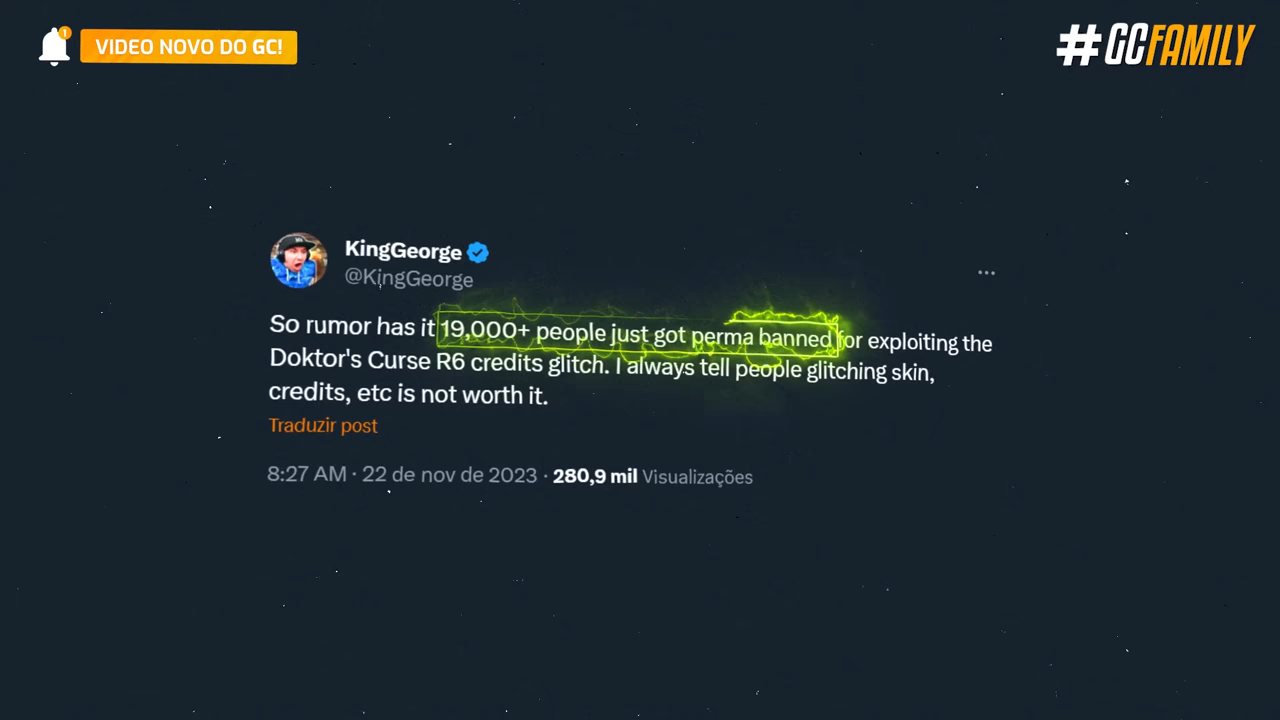 1
VIDEO NOVO DO GC!
#GCFAMILY
KingGeorge
@KingGeorge
So rumor has it 19,000+ people just got perma banned for exploiting the
Doktor's Curse R6 credits glitch. I always tell people glitching skin,
credits, etc is not worth it.
Traduzir post
8:27 AM · 22 de nov de 2023 · 280,9 mil Visualizações